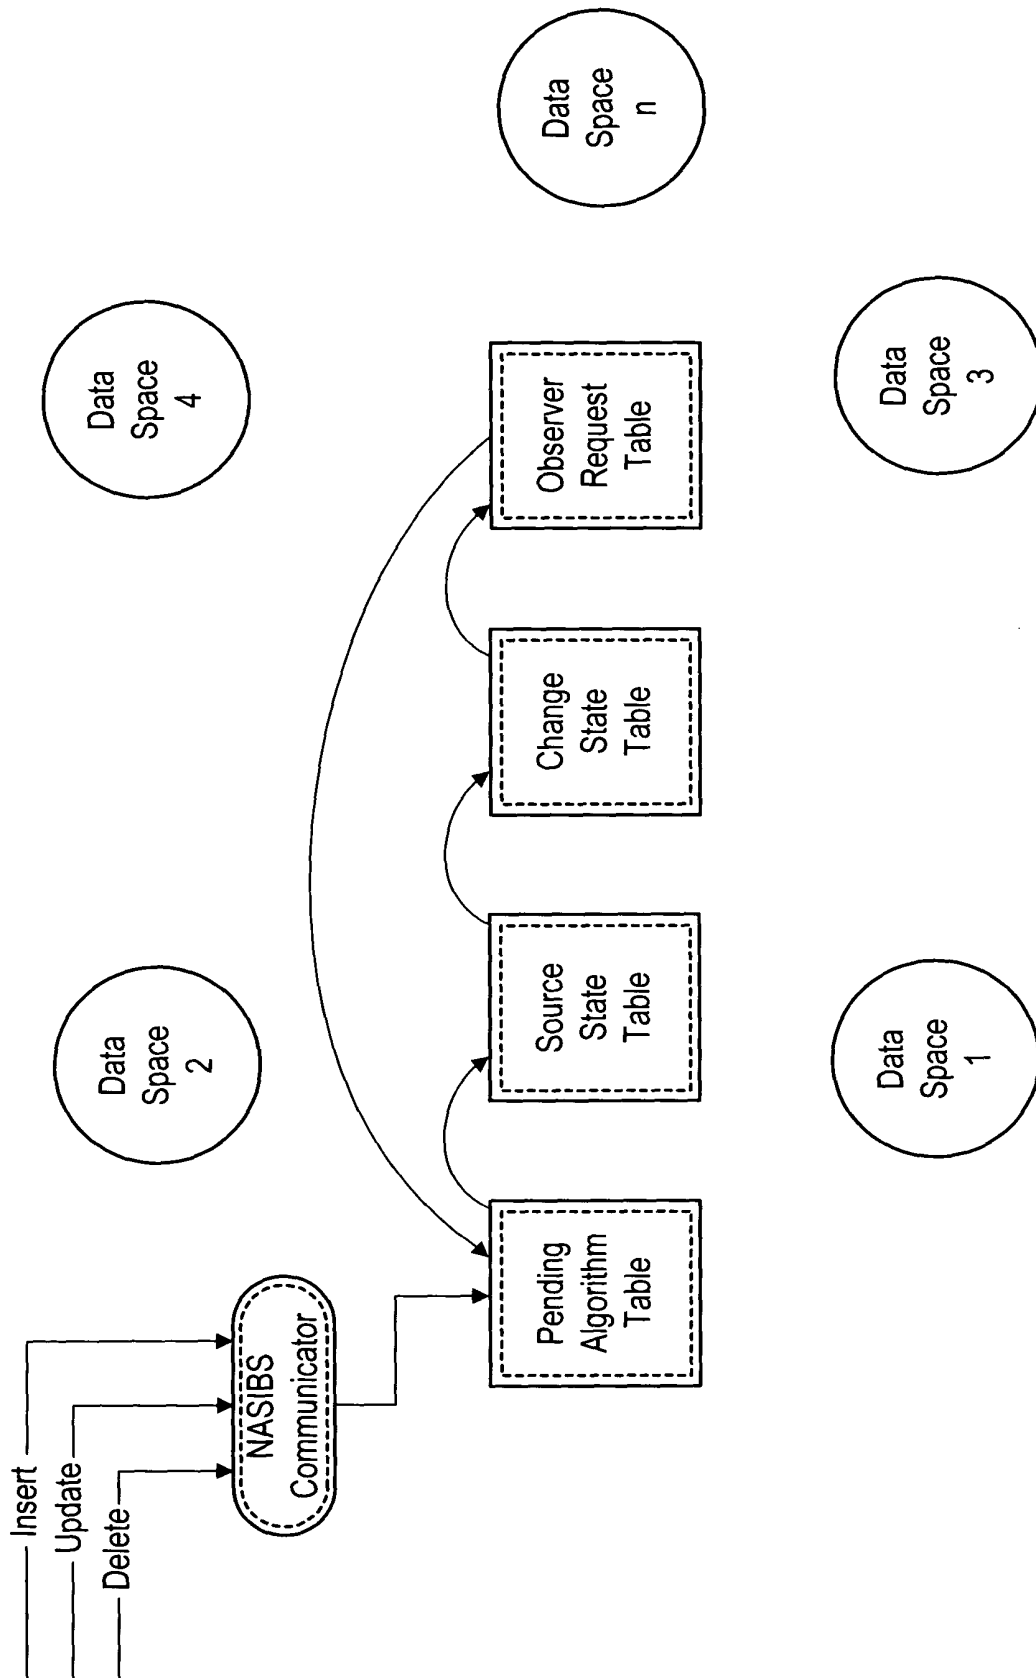 Insert
Update
Delete
NASIBS
Communicator
Data
Space
2
Data
Space
4
Pending
Algorithm
Table
Source
State
Table
Change
State
Table
Observer
Request
Table
Data
Space
n
Data
Space
1
Data
Space
3